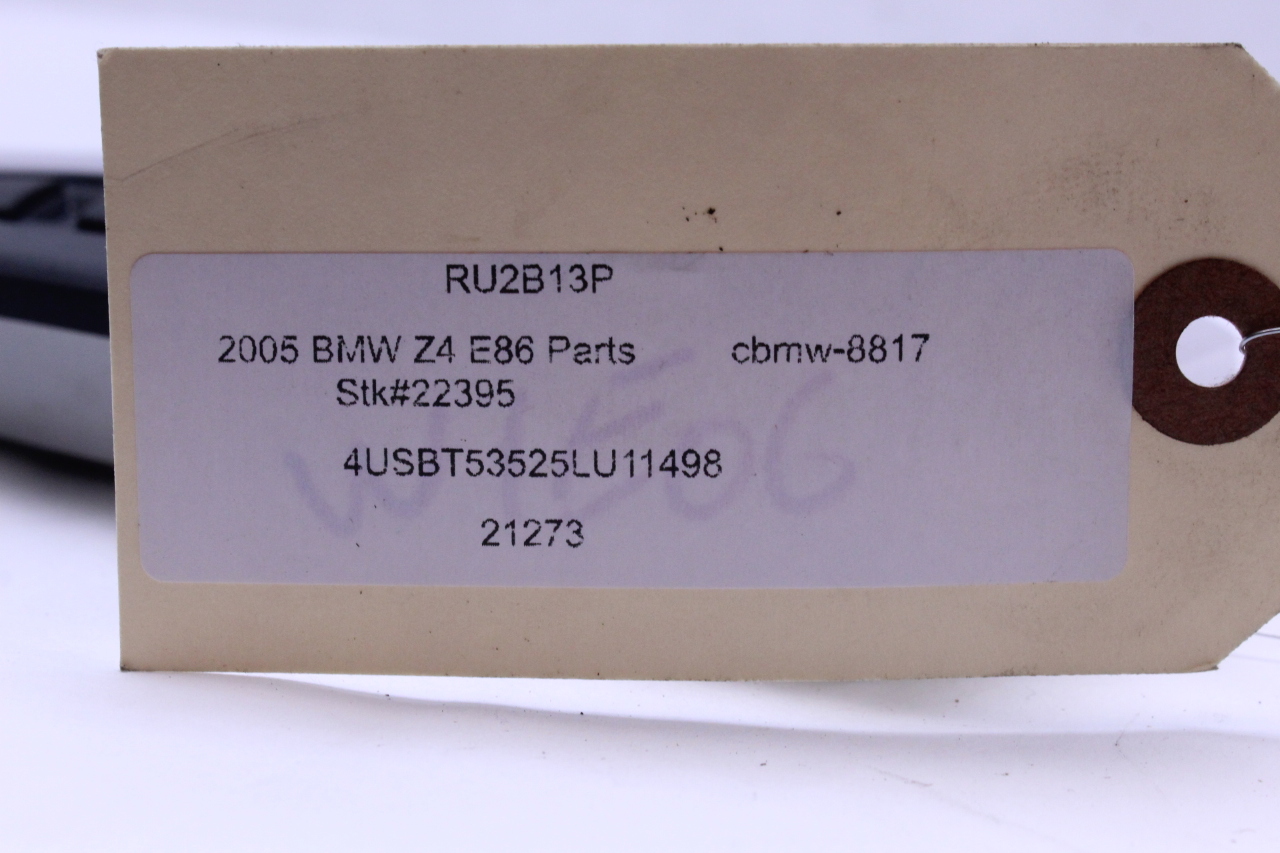 RU2B13P
2005 BMW Z4 E86 Parts cbmw-8817
Stk#22395
4USBT53525LU11498
21273